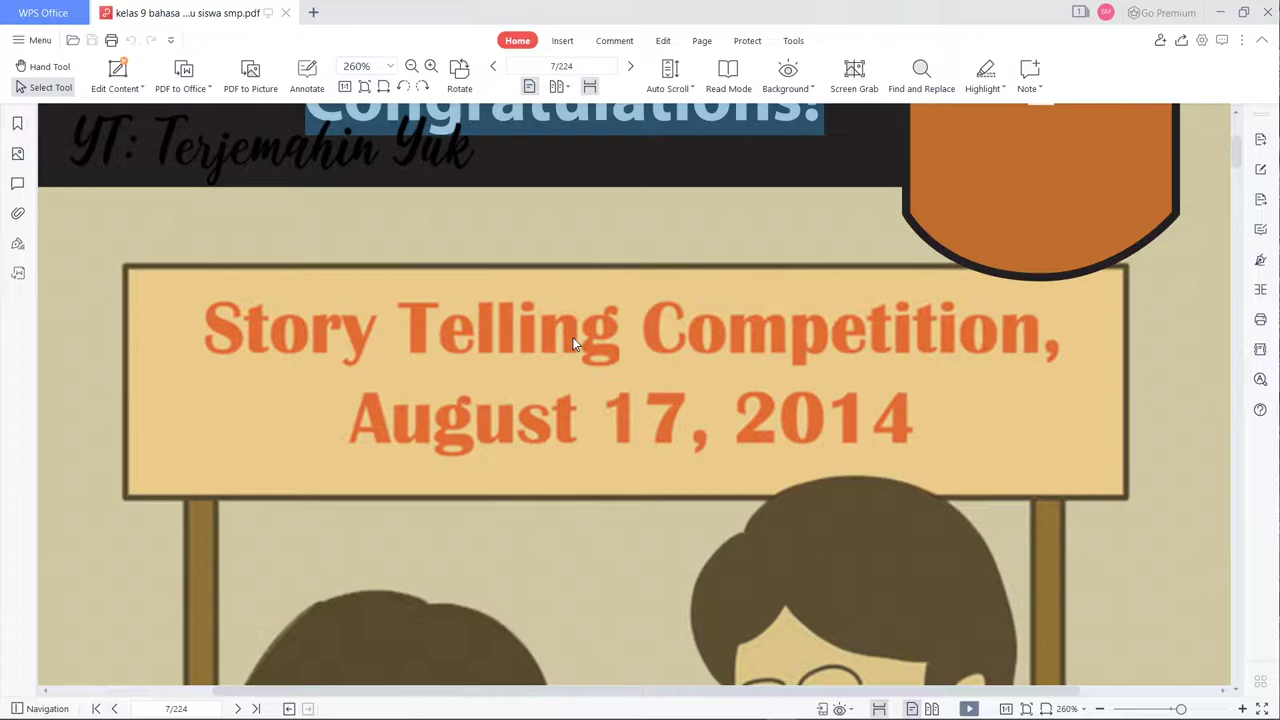 WPS Office
kelas 9 bahasa ...u siswa smp.pdf
1
SM
Go Premium
Menu
Home
Insert
Comment
Edit
Page
Protect
Tools
Hand Tool
Select Tool
Edit Content
PDF to Office
PDF to Picture
Annotate
260%
Rotate
7/224
Auto Scroll
Read Mode
Background
Screen Grab
Find and Replace
Highlight
Note
Congratulations!
YT: Terjemahin Yuk
Story Telling Competition,
August 17, 2014
Navigation
7/224
260%